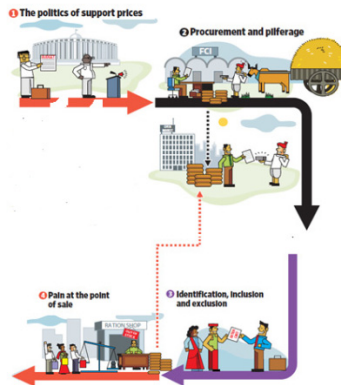 1 The politics of support prices
2 Procurement and pilferage
FCI
4 Pain at the point
of sale
RATION SHOP
3 Identification, inclusion
and exclusion